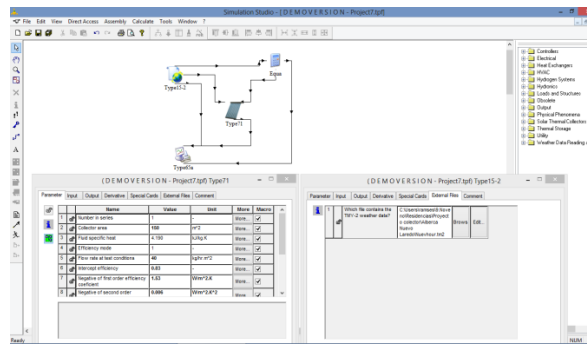 Simulation Studio - [ D E M O V E R S I O N - Project7.tpf ]
File Edit View Direct Access Assembly Calculate Tools Window ?
Equa
Type15-2
Type71
Type65a
Controllers
Electrical
Heat Exchangers
HVAC
Hydrogen Systems
Hydronics
Loads and Structures
Obsolete
Output
Physical Phenomena
Solar Thermal Collectors
Thermal Storage
Utility
Weather Data Reading
( D E M O V E R S I O N - Project7.tpf) Type71
Parameter Input Output Derivative Special Cards External Files Comment
Name Value Unit More Macro
1 Number in series 1 - More...
2 Collector area m^2 More...
3 Fluid specific heat 4.190 kJ/kg.K More...
4 Efficiency mode 1 - More...
5 Flow rate at test conditions 40 kg/hr.m^2 More...
6 Intercept efficiency 0.83 - More...
7 Negative of first order efficiency coeficient 1.53 W/m^2.K More...
8 Negative of second order 0.006 W/m^2.K^2 More...
( D E M O V E R S I O N - Project7.tpf) Type15-2
Parameter Input Output Derivative Special Cards External Files Comment
1 Which file contains the TMY-2 weather data?
Browse Edit...
Ready
NUM